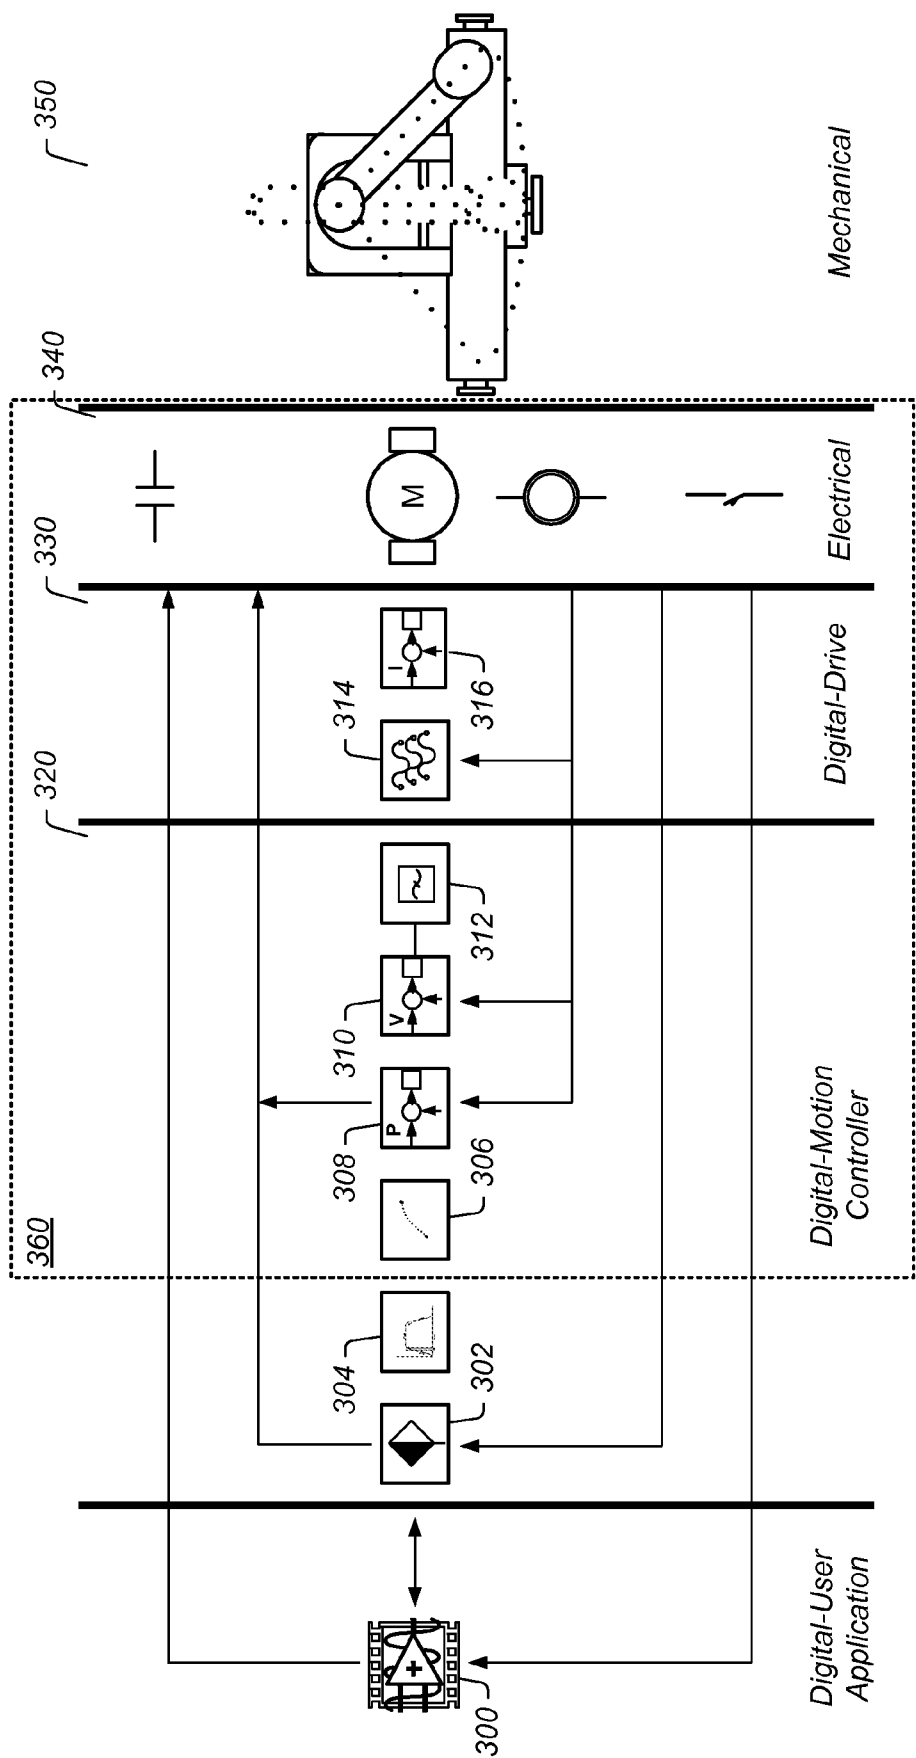 360
320
330
340
350
304
308
310
314
P
V
I
M
+
300
302
306
312
316
Digital-User
Application
Digital-Motion
Controller
Digital-Drive
Electrical
Mechanical